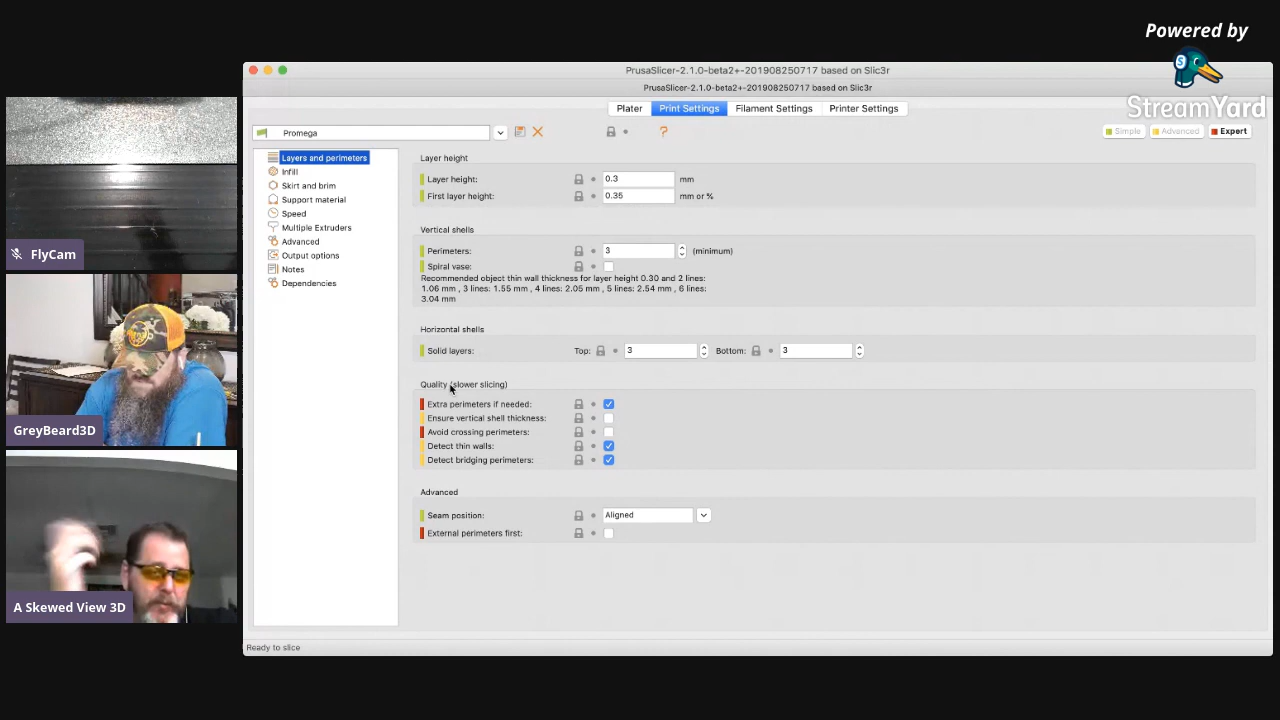 Powered by
StreamYard
FlyCam
GreyBeard3D
A Skewed View 3D
PrusaSlicer-2.1.0-beta2+-201908250717 based on Slic3r
PrusaSlicer-2.1.0-beta2+-201908250717 based on Slic3r
Plater Print Settings Filament Settings Printer Settings
Promega ? Simple Advanced Expert
Layers and perimeters
Infill
Skirt and brim
Support material
Speed
Multiple Extruders
Advanced
Output options
Notes
Dependencies
Layer height
Layer height: 0.3 mm
First layer height: 0.35 mm or %
Vertical shells
Perimeters: 3 (minimum)
Spiral vase:
Recommended object thin wall thickness for layer height 0.30 and 2 lines:
1.06 mm , 3 lines: 1.55 mm , 4 lines: 2.05 mm , 5 lines: 2.54 mm , 6 lines:
3.04 mm
Horizontal shells
Solid layers: Top: 3 Bottom: 3
Quality (slower slicing)
Extra perimeters if needed:
Ensure vertical shell thickness:
Avoid crossing perimeters:
Detect thin walls:
Detect bridging perimeters:
Advanced
Seam position: Aligned
External perimeters first:
Ready to slice